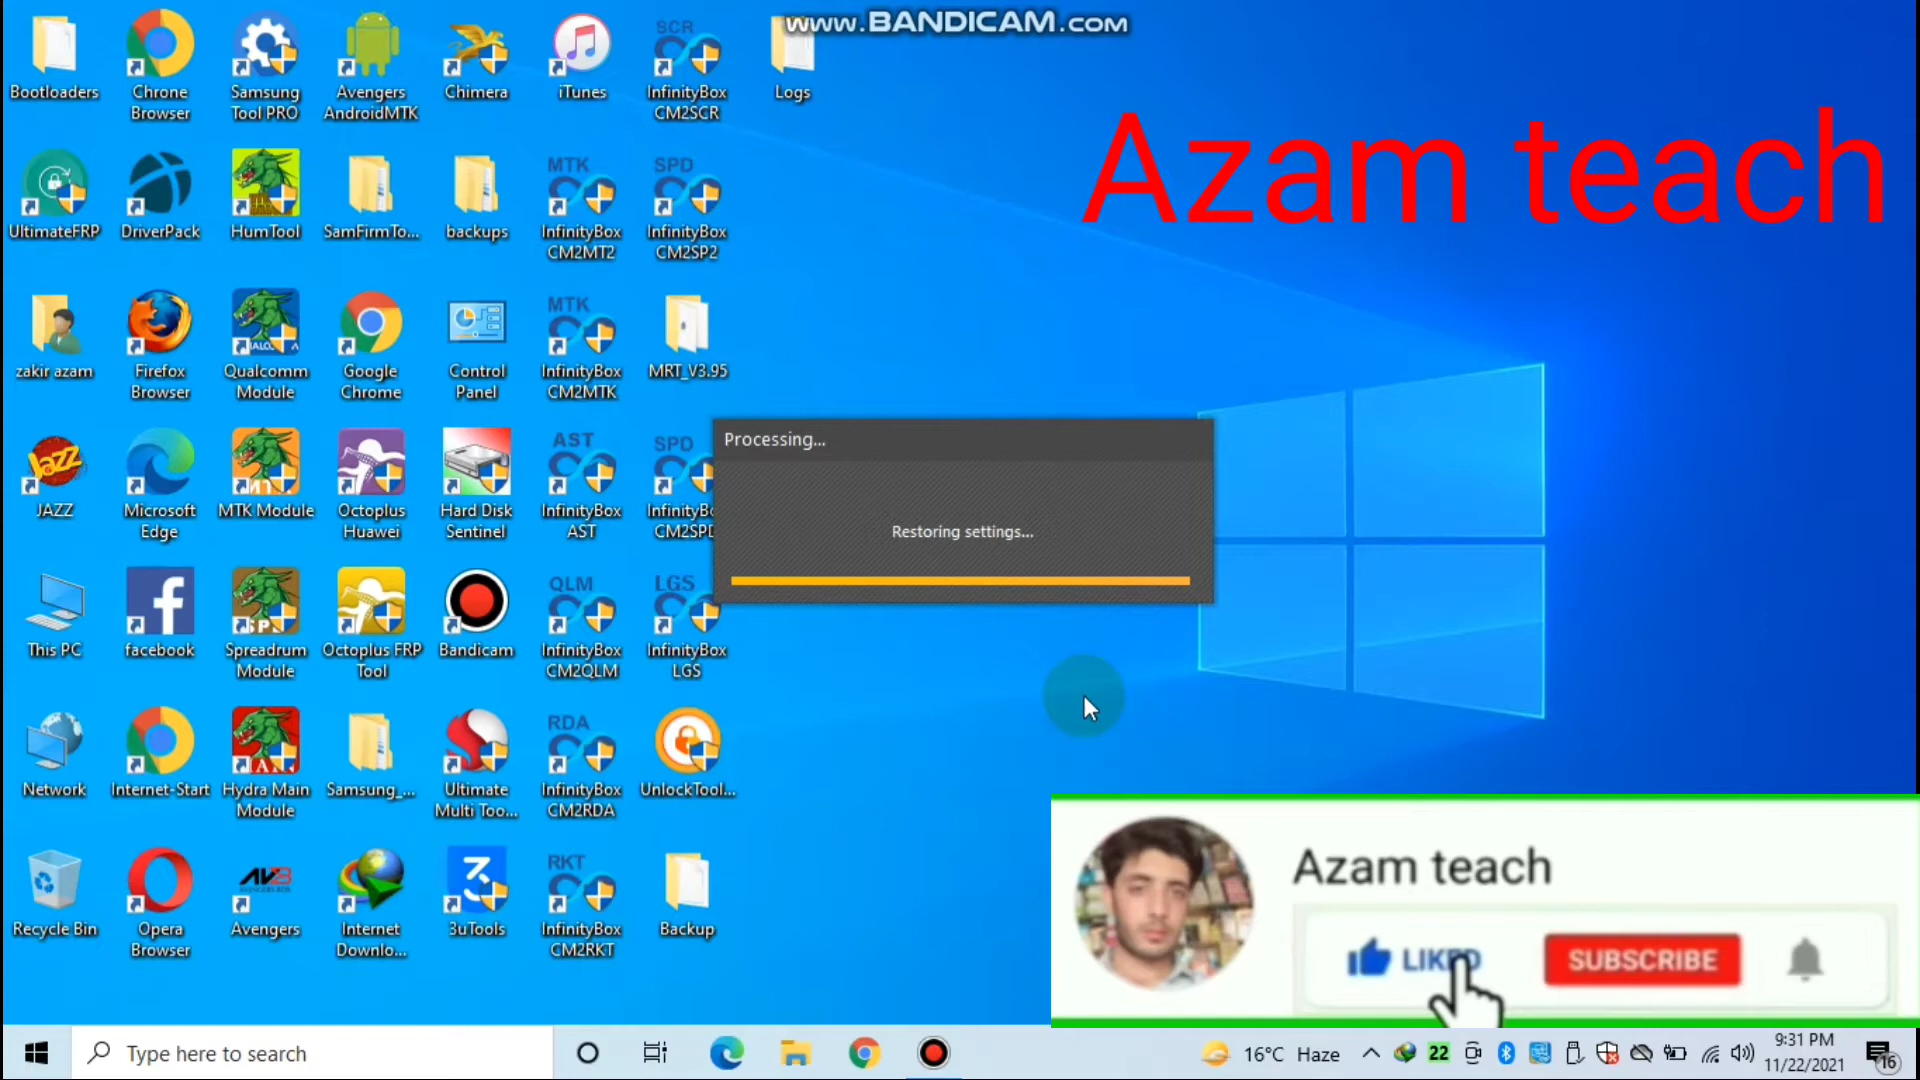 www.BANDICAM.com
Azam teach
Bootloaders
Chrone Browser
Samsung Tool PRO
Avengers AndroidMTK
Chimera
iTunes
SCR
InfinityBox CM2SCR
Logs
UltimateFRP
DriverPack
HumTool
SamFirmTo...
backups
MTK
InfinityBox CM2MT2
SPD
InfinityBox CM2SP2
zakir azam
Firefox Browser
Qualcomm Module
Google Chrome
Control Panel
MTK
InfinityBox CM2MTK
MRT_V3.95
JAZZ
Microsoft Edge
MTK Module
Octoplus Huawei
Hard Disk Sentinel
AST
InfinityBox AST
SPD
InfinityBo
CM2SPD
Processing...
Restoring settings...
This PC
facebook
Spreadrum Module
Octoplus FRP Tool
Bandicam
QLM
InfinityBox CM2QLM
LGS
InfinityBox LGS
Network
Internet-Start
Hydra Main Module
Samsung_...
Ultimate Multi Too...
RDA
InfinityBox CM2RDA
UnlockTool...
Recycle Bin
Opera Browser
Avengers
Internet Downlo...
3uTools
RKT
InfinityBox CM2RKT
Backup
Azam teach
LIKED
SUBSCRIBE
Type here to search
16°C Haze
22
9:31 PM
11/22/2021
16